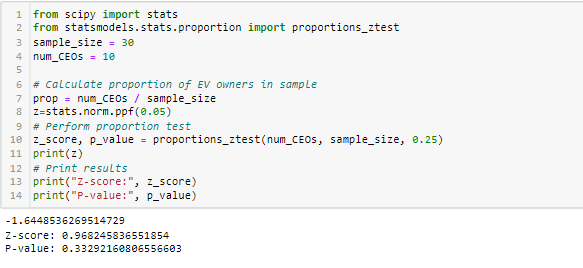 1 from scipy import stats
2 from statsmodels.stats.proportion import proportions_ztest
3 sample_size = 30
4 num_CEOs = 10
5
6 # Calculate proportion of EV owners in sample
7 prop = num_CEOs / sample_size
8 z=stats.norm.ppf(0.05)
9 # Perform proportion test
10 z_score, p_value = proportions_ztest(num_CEOs, sample_size, 0.25)
11 print(z)
12 # Print results
13 print("Z-score:", z_score)
14 print("P-value:", p_value)
-1.6448536269514729
Z-score: 0.968245836551854
P-value: 0.33292160806556603